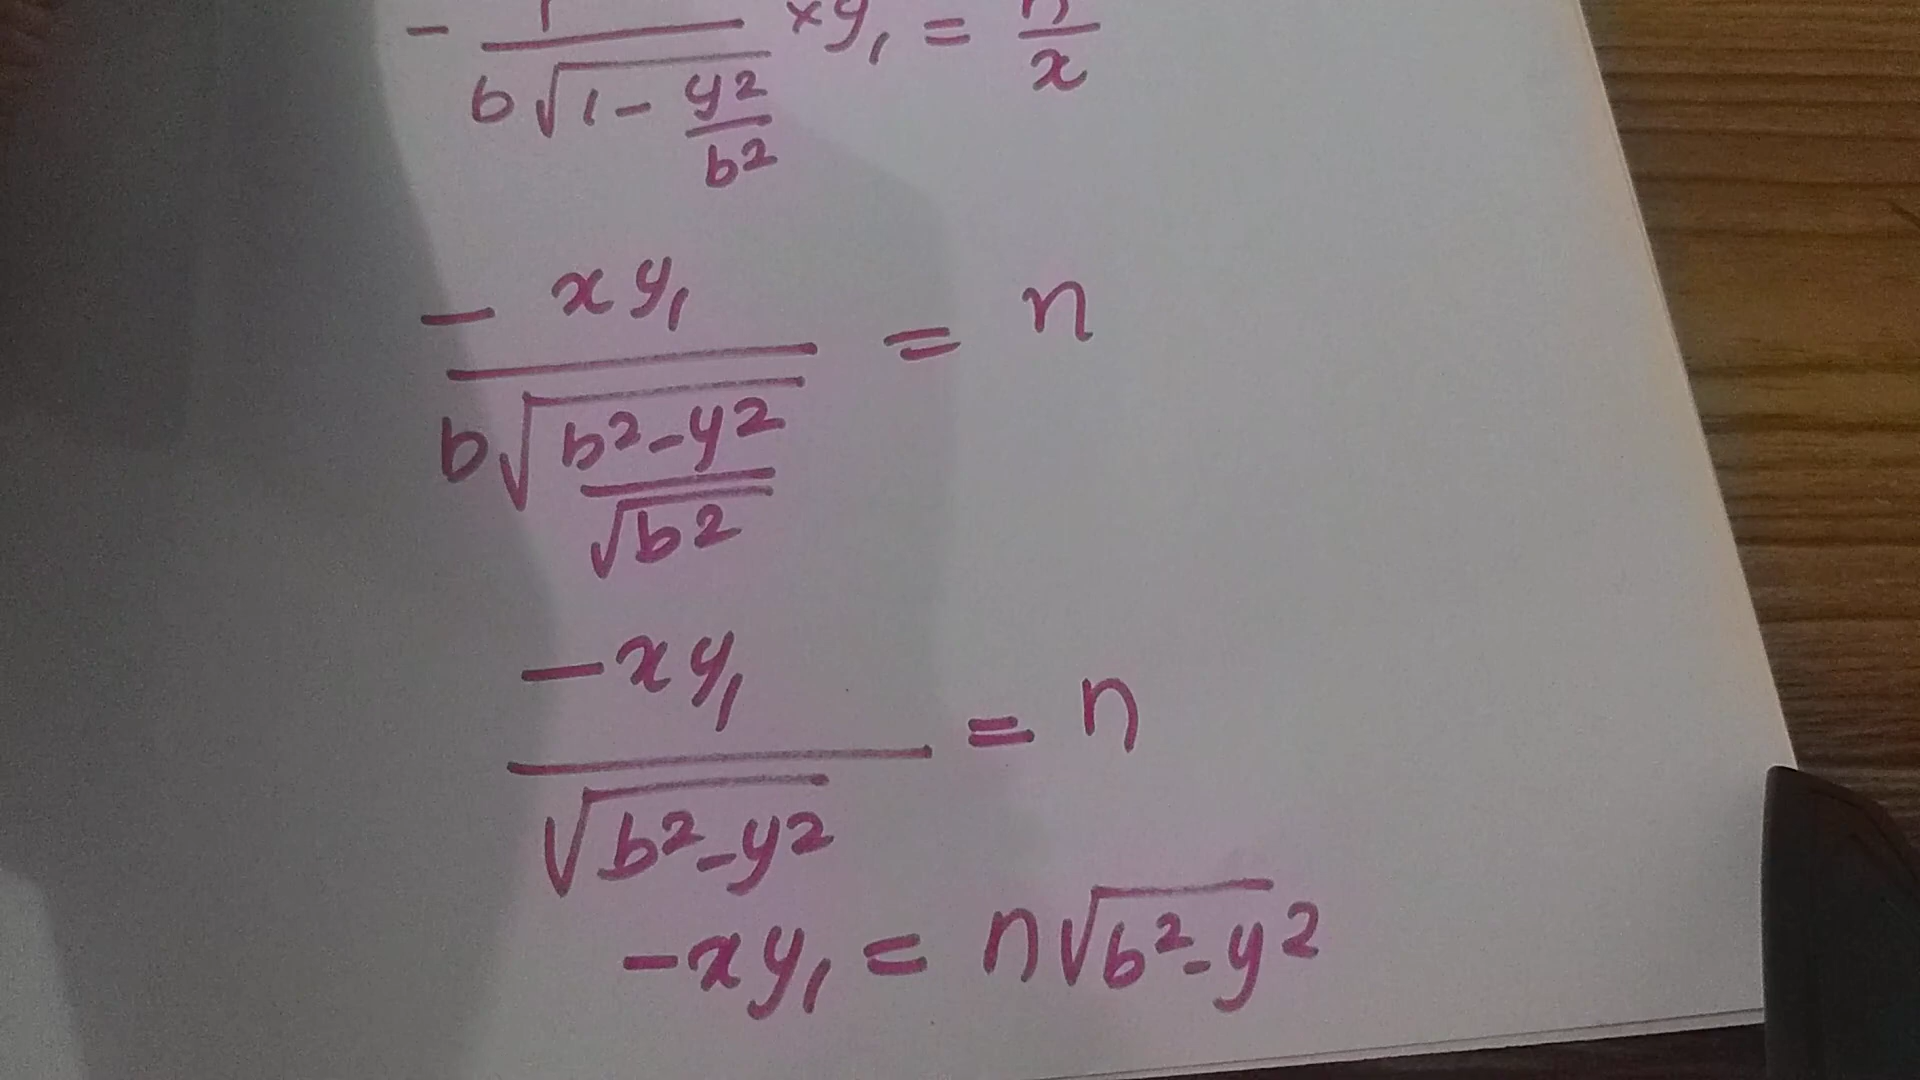 - 1/(b√(1 - y2/b2)) × y1 = n/x
- xy1/(b√(b2-y2)/√b2) = n
-xy1/√(b2-y2) = n
-xy1 = n√(b2-y2)